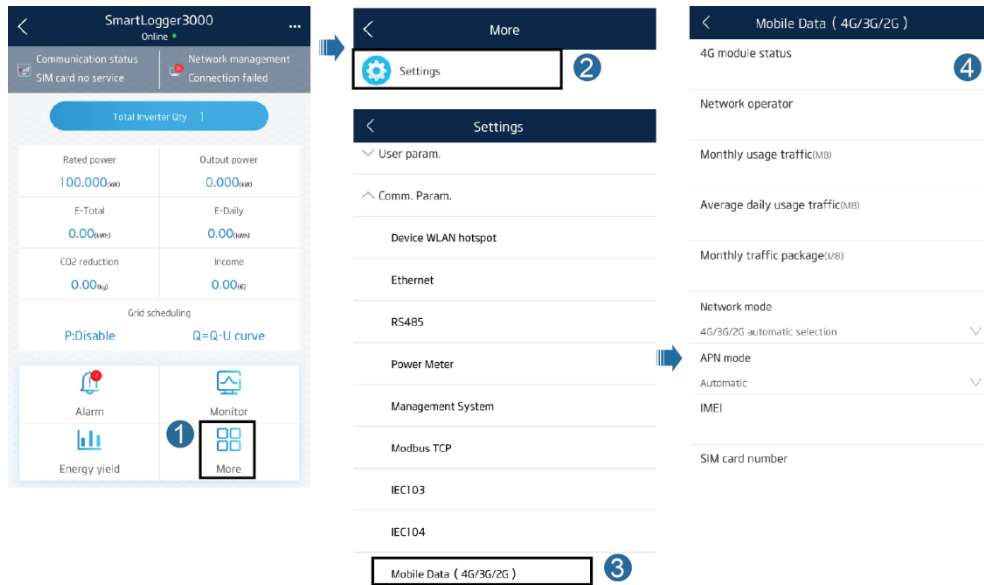 SmartLogger3000
Online
Communication status
SIM card no service
Network management
Connection failed
Total Inverter Qty 1
Rated power
100.000(kW)
Output power
0.000(kW)
E-Total
0.00(kWh)
E-Daily
0.00(kWh)
CO2 reduction
0.00(kg)
Income
0.00(€)
Grid scheduling
P:Disable
Q=Q-U curve
Alarm
Monitor
Energy yield
More
1
More
Settings
2
Settings
User param.
Comm. Param.
Device WLAN hotspot
Ethernet
RS485
Power Meter
Management System
Modbus TCP
IEC103
IEC104
Mobile Data ( 4G/3G/2G )
3
Mobile Data ( 4G/3G/2G )
4
4G module status
Network operator
Monthly usage traffic(MB)
Average daily usage traffic(MB)
Monthly traffic package(MB)
Network mode
4G/3G/2G automatic selection
APN mode
Automatic
IMEI
SIM card number